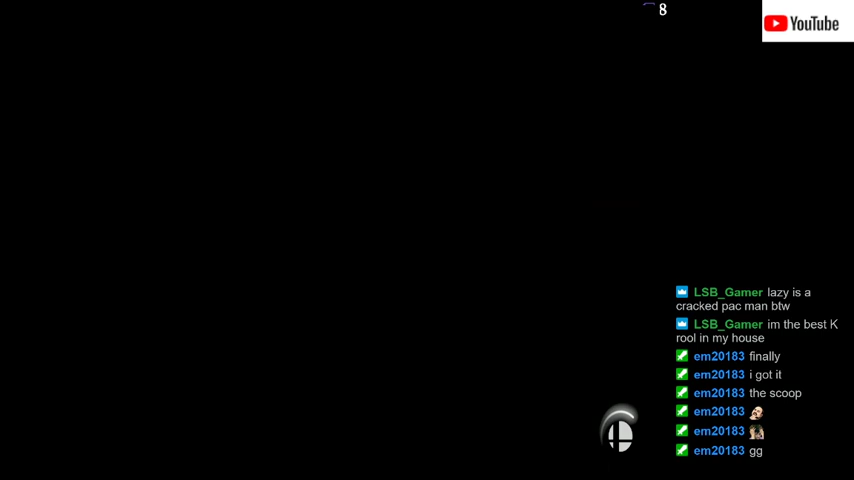 8
YouTube
LSB_Gamer lazy is a
cracked pac man btw
LSB_Gamer im the best K
rool in my house
em20183 finally
em20183 i got it
em20183 the scoop
em20183
em20183
em20183 gg